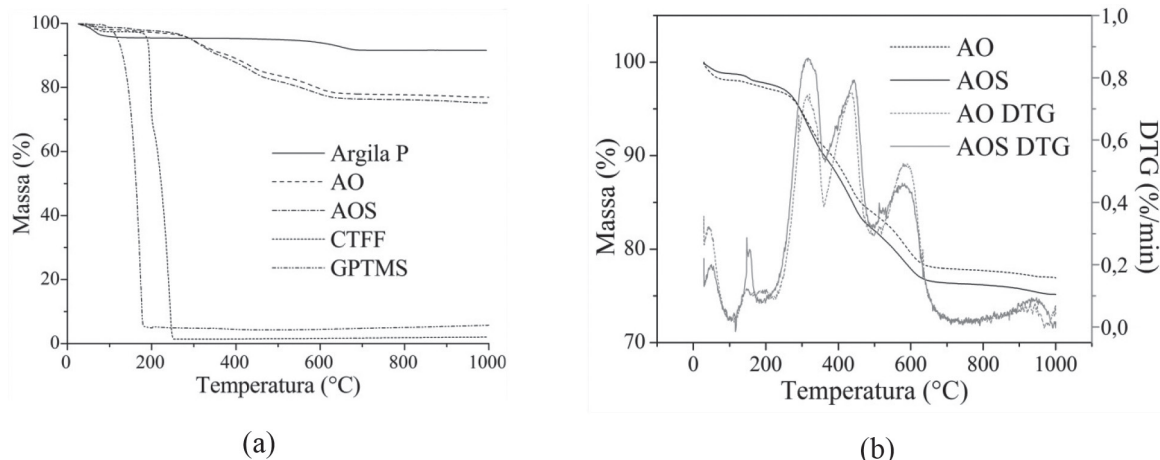 100
80
60
40
20
0
Massa (%)
Argila P
AO
AOS
CTFF
GPTMS
0 200 400 600 800 1000
Temperatura (°C)
(a)
100
90
80
70
Massa (%)
AO
AOS
AO DTG
AOS DTG
1,0
0,8
0,6
0,4
0,2
0,0
DTG (%/min)
0 200 400 600 800 1000
Temperatura (°C)
(b)